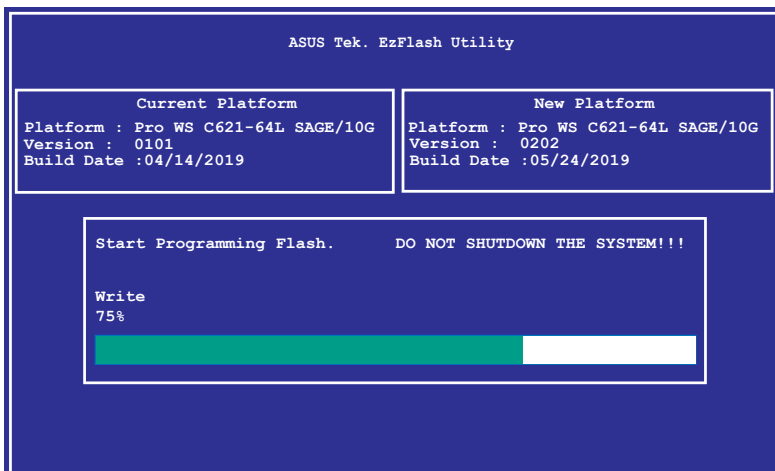 ASUS Tek. EzFlash Utility
Current Platform
Platform : Pro WS C621-64L SAGE/10G
Version : 0101
Build Date :04/14/2019
New Platform
Platform : Pro WS C621-64L SAGE/10G
Version : 0202
Build Date :05/24/2019
Start Programming Flash. DO NOT SHUTDOWN THE SYSTEM!!!
Write
75%